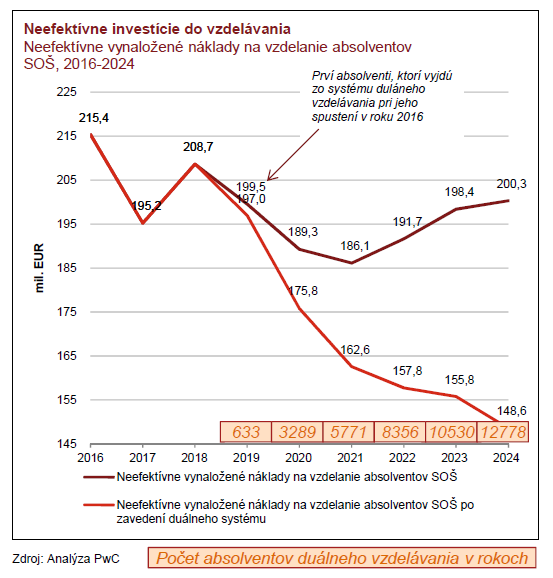 Neefektívne investície do vzdelávania
Neefektívne vynaložené náklady na vzdelanie absolventov
SOŠ, 2016-2024
Prví absolventi, ktorí vyjdú
zo systému duláneho
vzdelávania pri jeho
spustení v roku 2016
mil. EUR
225
215
205
195
185
175
165
155
145
215,4
195,2
208,7
199,5
197,0
189,3
186,1
191,7
198,4
200,3
175,8
162,6
157,8
155,8
148,6
633 3289 5771 8356 10530 12778
2016 2017 2018 2019 2020 2021 2022 2023 2024
Neefektívne vynaložené náklady na vzdelanie absolventov SOŠ
Neefektívne vynaložené náklady na vzdelanie absolventov SOŠ po
zavedení duálneho systému
Zdroj: Analýza PwC
Počet absolventov duálneho vzdelávania v rokoch